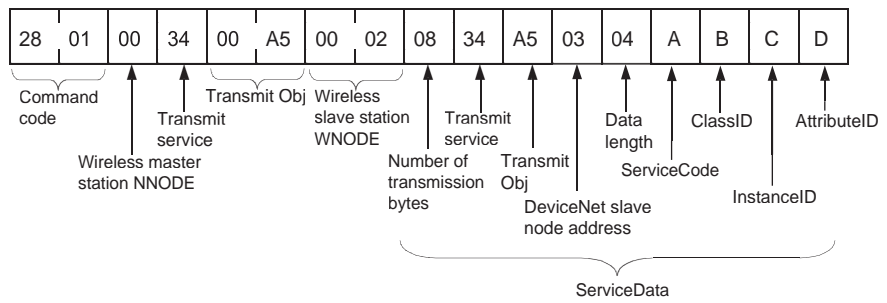 28 01 00 34 00 A5 00 02 08 34 A5 03 04 A B C D
Command
code
Transmit
service
Wireless master
station NNODE
Transmit Obj
Wireless
slave station
WNODE
Number of
transmission
bytes
Transmit
service
Transmit
Obj
DeviceNet slave
node address
Data
length
ServiceCode
ClassID
InstanceID
AttributeID
ServiceData